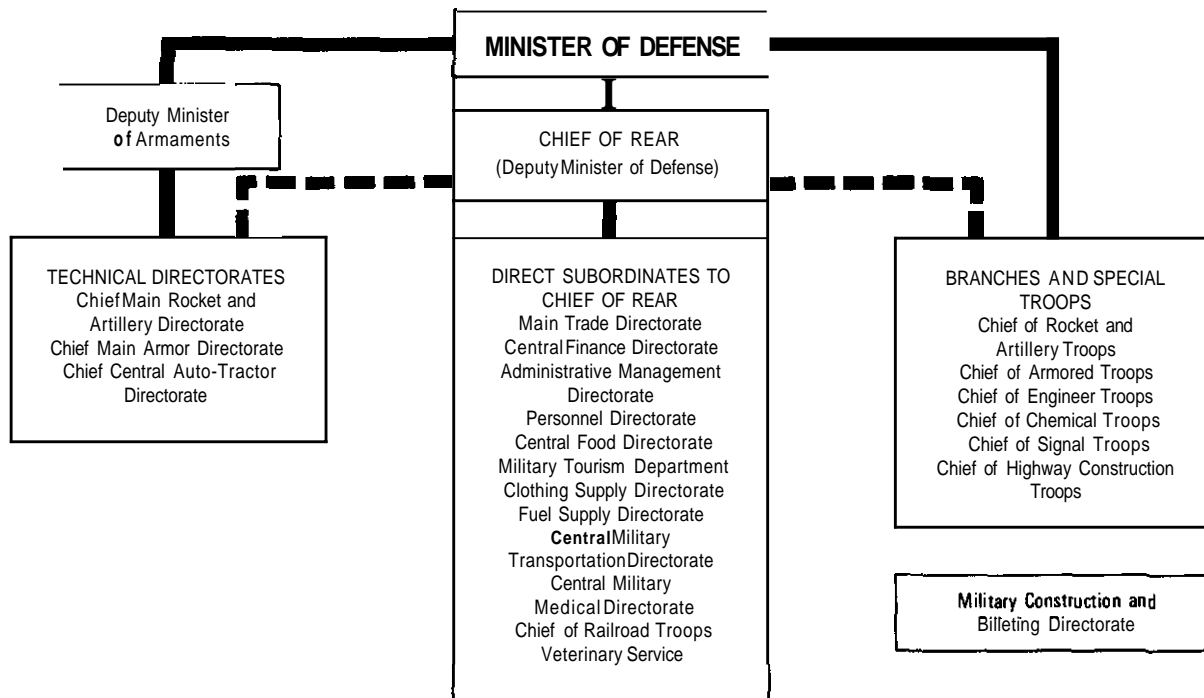 MINISTER OF DEFENSE
Deputy Minister
of Armaments
CHIEF OF REAR
(Deputy Minister of Defense)
TECHNICAL DIRECTORATES
Chief Main Rocket and
Artillery Directorate
Chief Main Armor Directorate
Chief Central Auto-Tractor
Directorate
DIRECT SUBORDINATES TO
CHIEF OF REAR
Main Trade Directorate
Central Finance Directorate
Administrative Management
Directorate
Personnel Directorate
Central Food Directorate
Military Tourism Department
Clothing Supply Directorate
Fuel Supply Directorate
Central Military
Transportation Directorate
Central Military
Medical Directorate
Chief of Railroad Troops
Veterinary Service
BRANCHES AND SPECIAL
TROOPS
Chief of Rocket and
Artillery Troops
Chief of Armored Troops
Chief of Engineer Troops
Chief of Chemical Troops
Chief of Signal Troops
Chief of Highway Construction
Troops
Military Construction and
Billeting Directorate